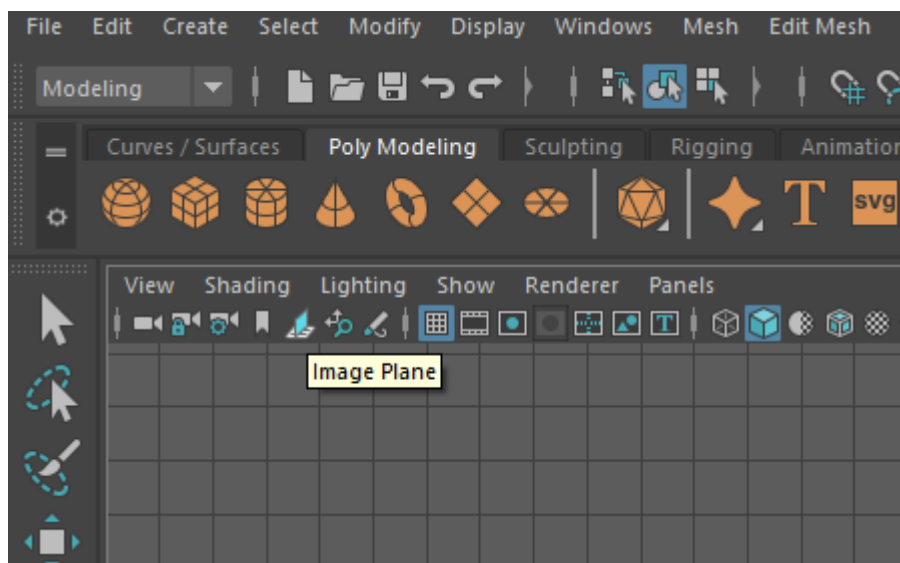 File Edit Create Select Modify Display Windows Mesh Edit Mesh
Modeling
Curves / Surfaces Poly Modeling Sculpting Rigging Animation
T svg
View Shading Lighting Show Renderer Panels
T
Image Plane